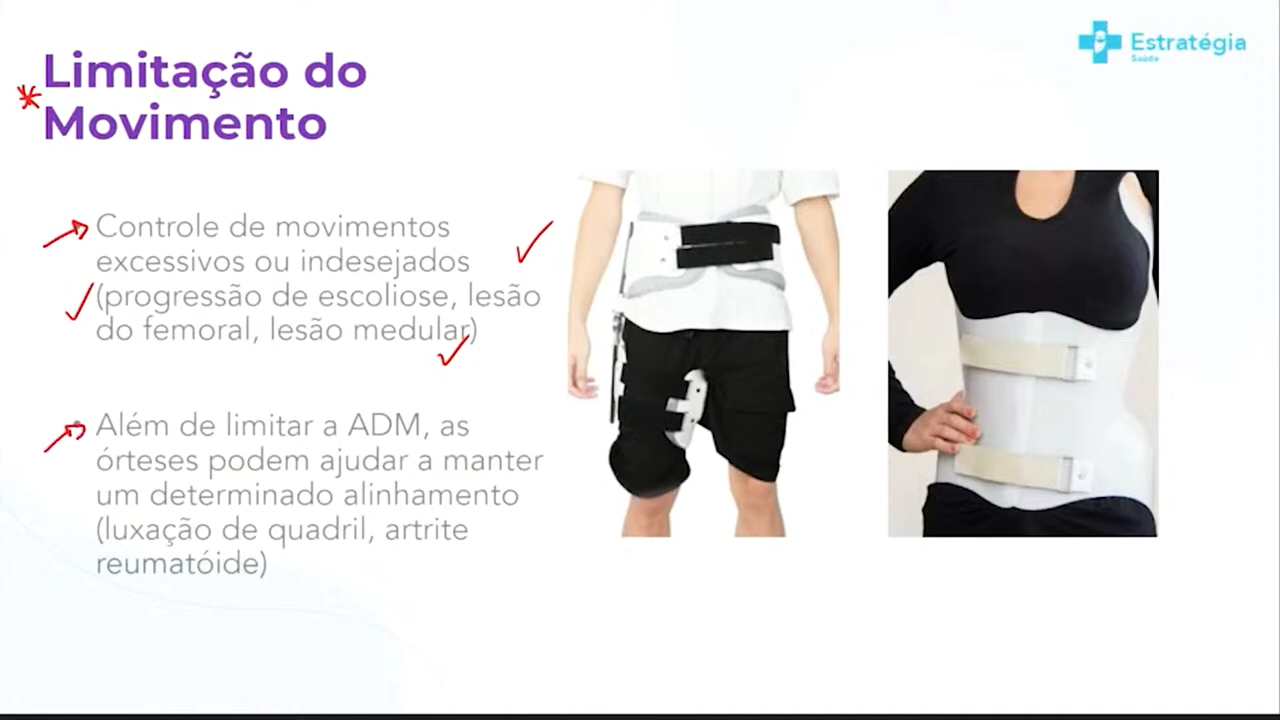 Estratégia
Saúde
Limitação do
Movimento
Controle de movimentos
excessivos ou indesejados
(progressão de escoliose, lesão
do femoral, lesão medular)
Além de limitar a ADM, as
órteses podem ajudar a manter
um determinado alinhamento
(luxação de quadril, artrite
reumatóide)